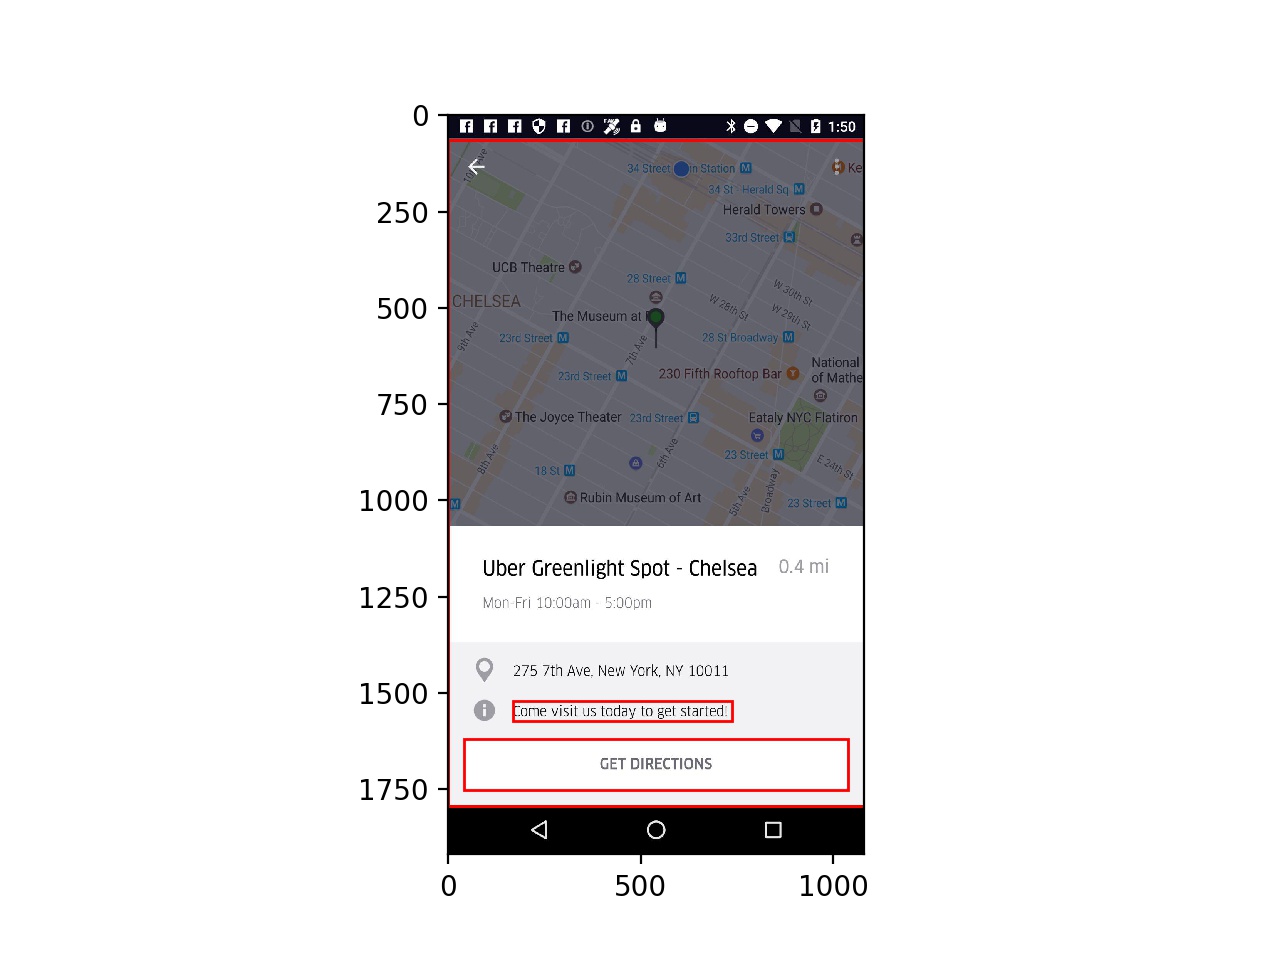 0
250
500
750
1000
1250
1500
1750
0
500
1000
1:50
34 Street
in Station
M
Ke
34 St - Herald Sq
M
Herald Towers
33rd Street
UCB Theatre
28 Street
M
CHELSEA
W 30th St
W 28th St
W 29th St
The Museum at
9th Ave
23rd Street
M
7th Ave
28 St Broadway
M
National
of Mathe
23rd Street
M
230 Fifth Rooftop Bar
The Joyce Theater
23rd Street
Eataly NYC Flatiron
8th Ave
6th Ave
23 Street
M
E 24th St
18 St
M
Broadway
5th Ave
Rubin Museum of Art
23 Street
M
M
Uber Greenlight Spot - Chelsea
0.4 mi
Mon-Fri 10:00am - 5:00pm
275 7th Ave, New York, NY 10011
Come visit us today to get started!
GET DIRECTIONS